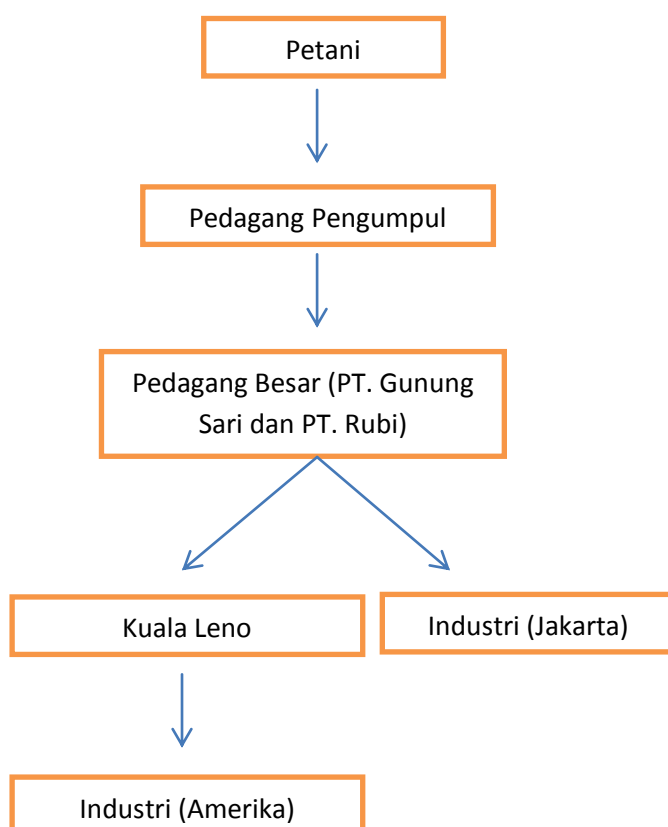 Petani
Pedagang Pengumpul
Pedagang Besar (PT. Gunung
Sari dan PT. Rubi)
Kuala Leno
Industri (Jakarta)
Industri (Amerika)